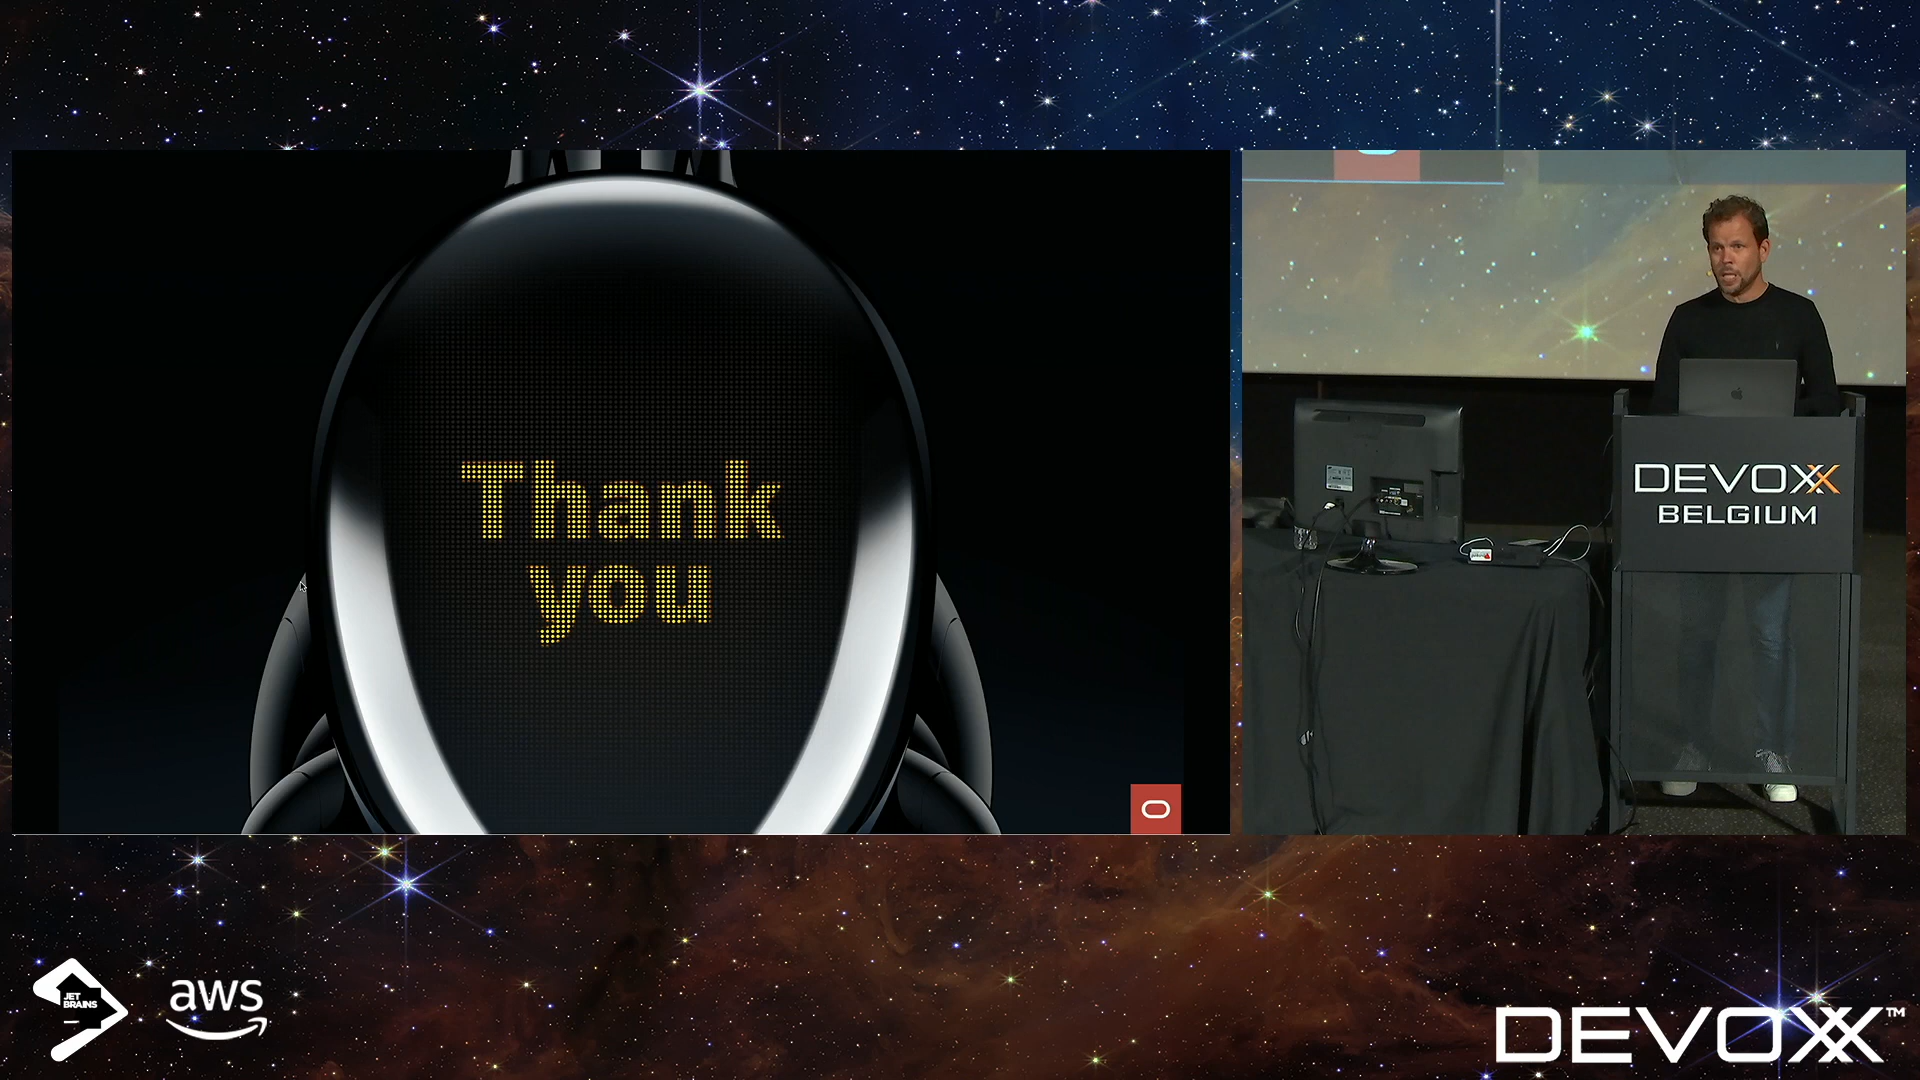 Thank
you
DEVOXX
BELGIUM
JET
BRAINS
aws
DEVOXX™